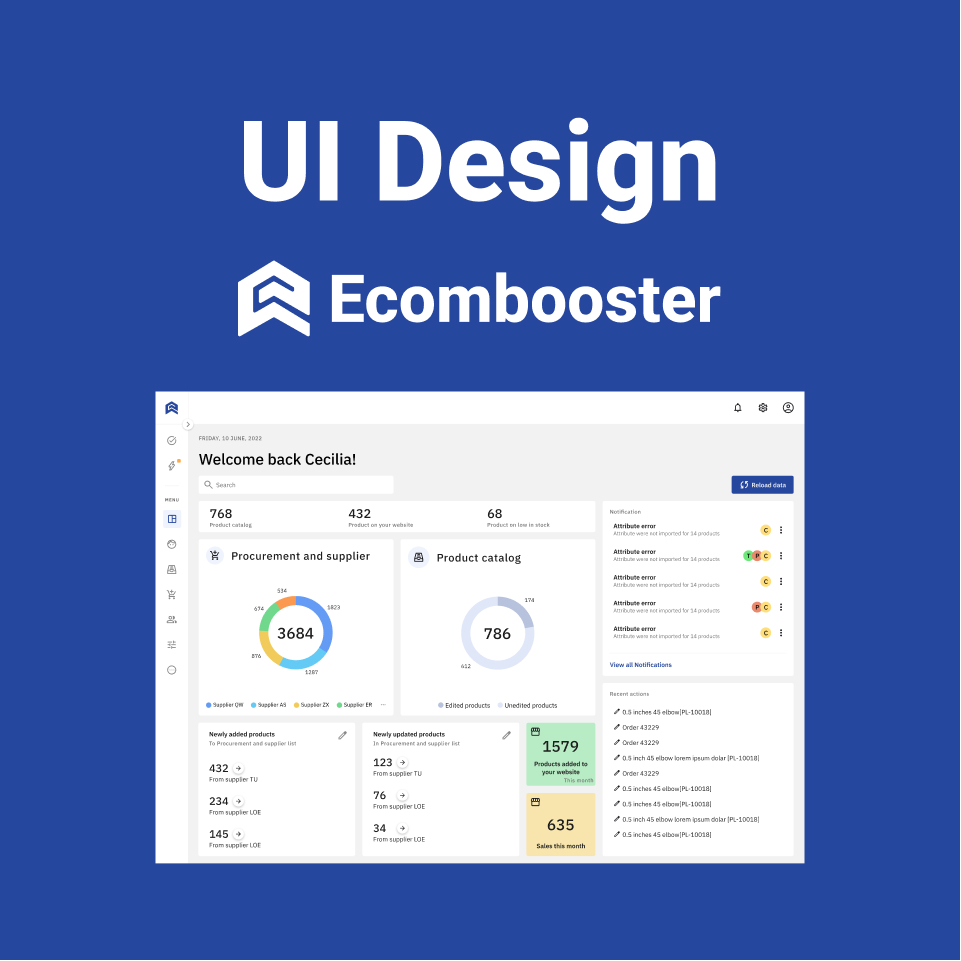 UI Design
Ecombooster
FRIDAY, 10 JUNE, 2022
Welcome back Cecilia!
Search
Reload data
MENU
768
Product catalog
432
Product on your website
68
Product on low in stock
Procurement and supplier
534
674
1823
3684
876
1287
Supplier QW
Supplier AS
Supplier ZX
Supplier ER
...
Product catalog
174
786
412
Edited products
Unedited products
Notification
Attribute error
Attribute were not imported for 14 products
C
Attribute error
Attribute were not imported for 14 products
T P C
Attribute error
Attribute were not imported for 14 products
C
Attribute error
Attribute were not imported for 14 products
P C
Attribute error
Attribute were not imported for 14 products
C
View all Notifications
Newly added products
To Procurement and supplier list
432
From supplier TU
234
From supplier LOE
145
From supplier LOE
Newly updated products
In Procurement and supplier list
123
From supplier TU
76
From supplier LOE
34
From supplier LOE
1579
Products added to
your website
This month
635
Sales this month
Recent actions
0.5 inches 45 elbow[PL-10018]
Order 43229
Order 43229
0.5 inch 45 elbow lorem ipsum dolar [PL-10018]
Order 43229
0.5 inches 45 elbow[PL-10018]
0.5 inches 45 elbow[PL-10018]
0.5 inch 45 elbow lorem ipsum dolar [PL-10018]
0.5 inches 45 elbow[PL-10018]